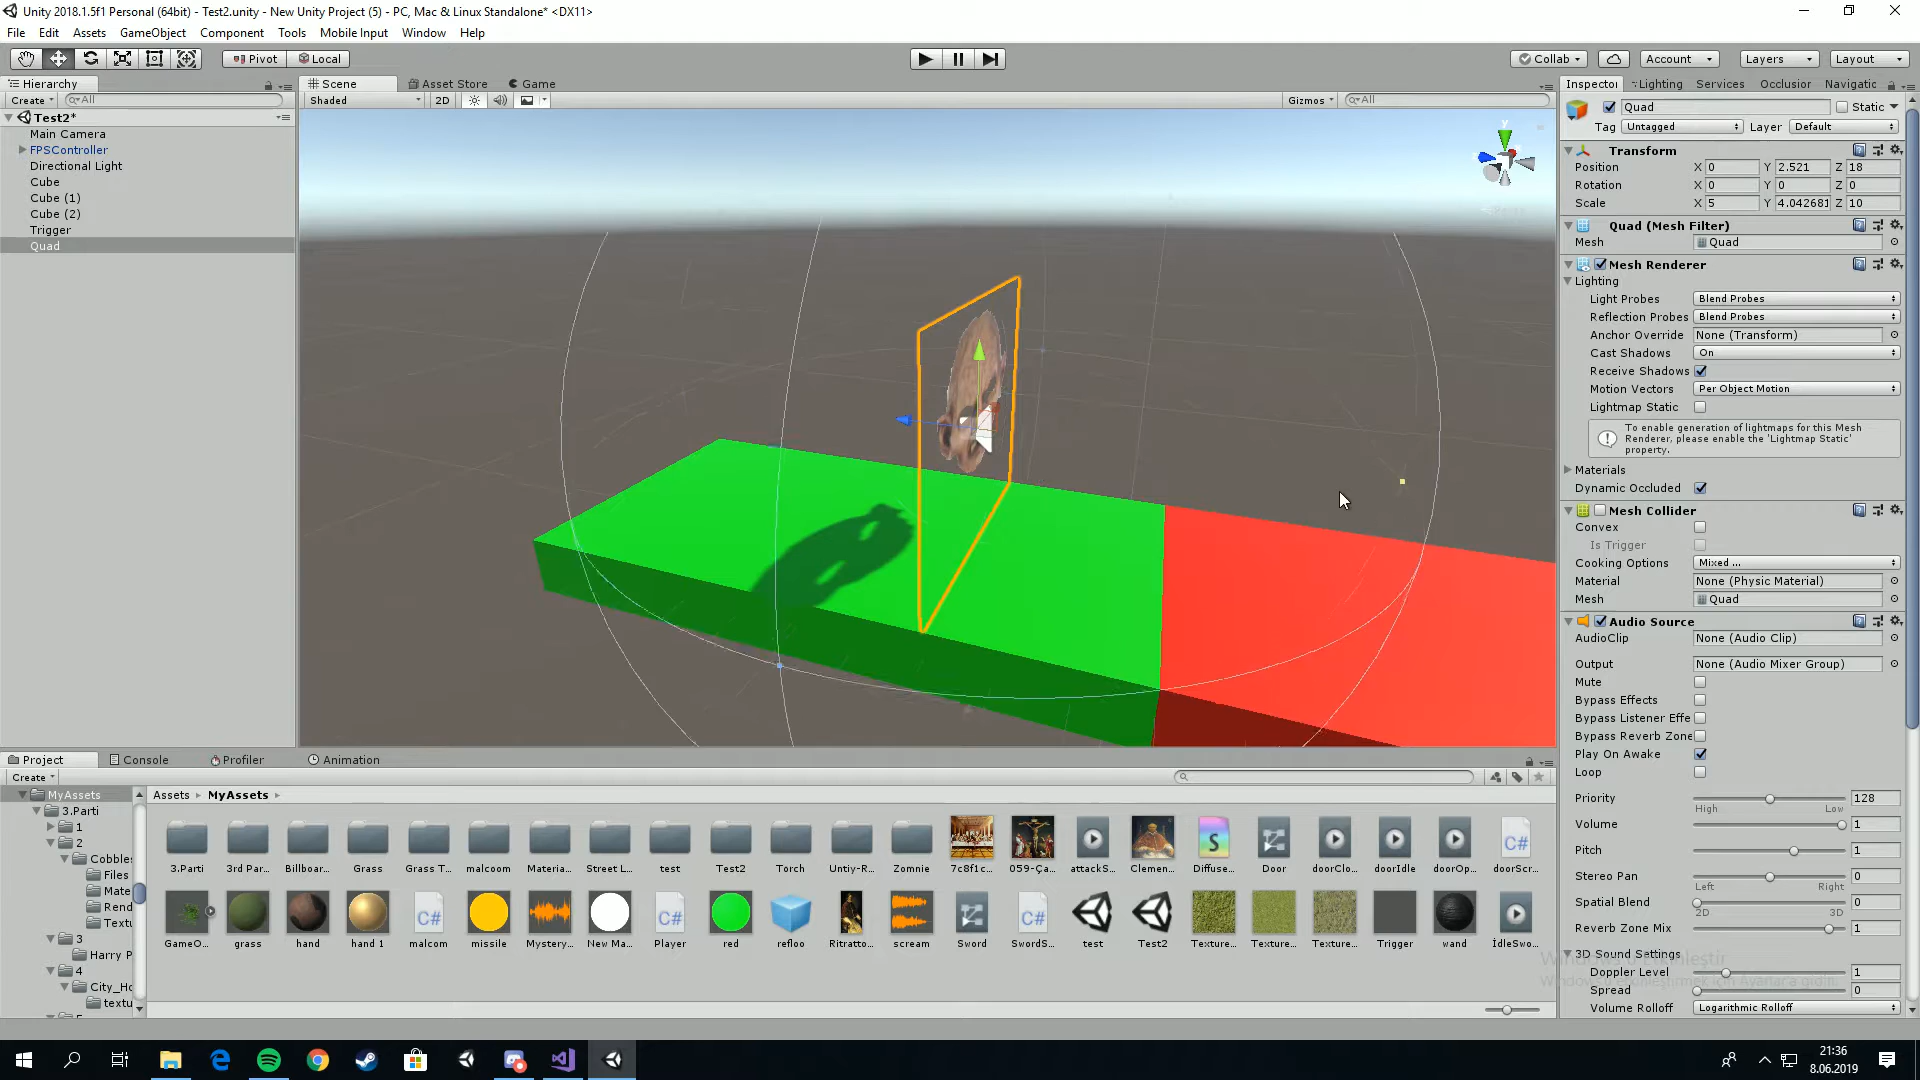 Unity 2018.1.5f1 Personal (64bit) - Test2.unity - New Unity Project (5) - PC, Mac & Linux Standalone* <DX11>
File Edit Assets GameObject Component Tools Mobile Input Window Help
Pivot Local Collab Account Layers Layout
Hierarchy Scene Asset Store Game Inspector Lighting Services Occlusior Navigatic
Create All Shaded 2D Gizmos All
Quad Static
Tag Untagged Layer Default
Test2*
Main Camera
FPSController
Directional Light
Cube
Cube (1)
Cube (2)
Trigger
Quad
y
Transform
Position X 0 Y 2.521 Z 18
Rotation X 0 Y 0 Z 0
Scale X 5 Y 4.042681 Z 10
Quad (Mesh Filter)
Mesh Quad
Mesh Renderer
Lighting
Light Probes Blend Probes
Reflection Probes Blend Probes
Anchor Override None (Transform)
Cast Shadows On
Receive Shadows
Motion Vectors Per Object Motion
Lightmap Static
To enable generation of lightmaps for this Mesh
Renderer, please enable the 'Lightmap Static'
property.
Materials
Dynamic Occluded
Mesh Collider
Convex
Is Trigger
Cooking Options Mixed ...
Material None (Physic Material)
Mesh Quad
Audio Source
AudioClip None (Audio Clip)
Output None (Audio Mixer Group)
Mute
Bypass Effects
Bypass Listener Effe
Bypass Reverb Zone
Play On Awake
Loop
Priority 128
High Low
Volume 1
Pitch 1
Stereo Pan 0
Left Right
Spatial Blend 0
2D 3D
Reverb Zone Mix 1
3D Sound Settings
Doppler Level 1
Spread 0
Volume Rolloff Logarithmic Rolloff
Project Console Profiler Animation
Create
Assets MyAssets
MyAssets
3.Parti
1
2
Cobbles
Files
Mate
Rend
Textu
3
Harry P
4
City_Ho
textu
3.Parti 3rd Par... Billboar... Grass Grass T... malcoom Materia... Street L... test Test2 Torch Untiy-R... Zomnie 7c8f1c... 059-Ça... attackS... Clemen... Diffuse... Door doorClo... doorIdle doorOp... doorScr...
GameO... grass hand hand 1 malcom missile Mystery... New Ma... Player red refloo Ritratto... scream Sword SwordS... test Test2 Texture... Texture... Texture... Trigger wand İdleSwo...
C#
C#
C#
C#
S
Windows'u Etkinleştir
Windows'u etkinleştirmek için Ayarlar'a gidin.
21:36
8.06.2019